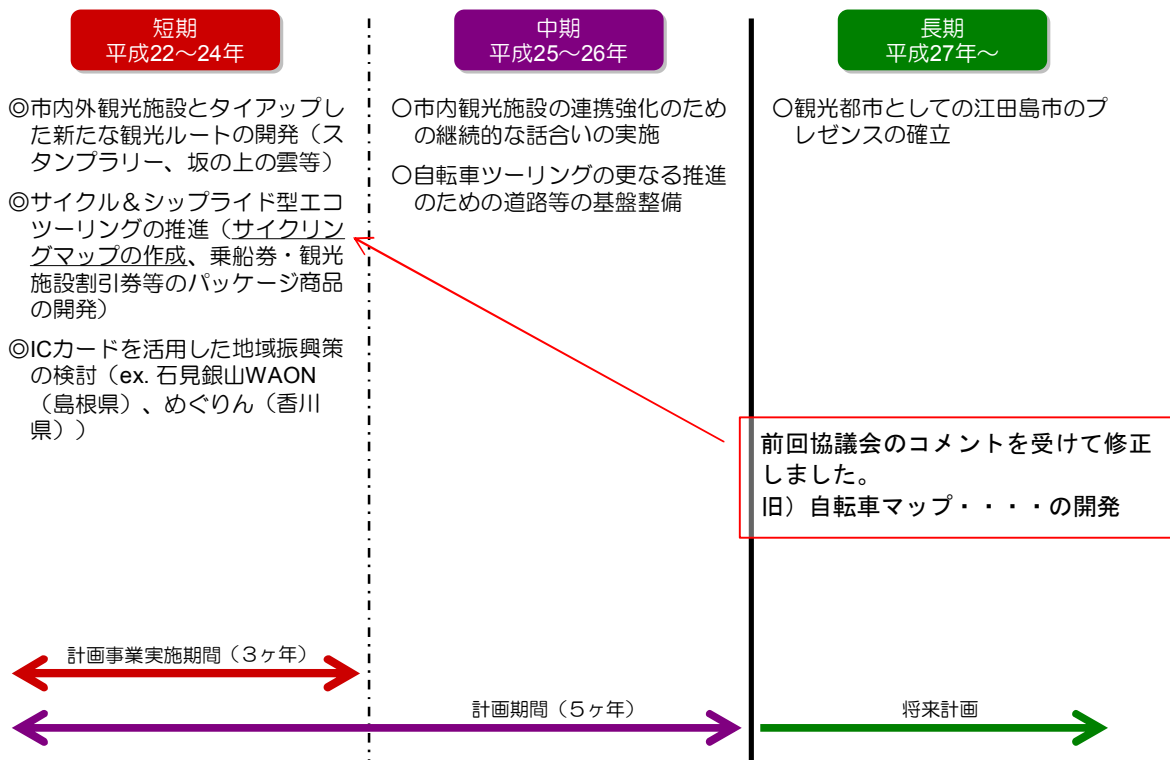 短期
平成22～24年
◎市内外観光施設とタイアップし
た新たな観光ルートの開発（ス
タンプラリー、坂の上の雲等）
◎サイクル＆シップライド型エコ
ツーリングの推進（サイクリン
グマップの作成、乗船券・観光
施設割引券等のパッケージ商品
の開発）
◎ICカードを活用した地域振興策
の検討（ex. 石見銀山WAON
（島根県）、めぐりん（香川
県））
中期
平成25～26年
〇市内観光施設の連携強化のため
の継続的な話合いの実施
〇自転車ツーリングの更なる推進
のための道路等の基盤整備
長期
平成27年～
〇観光都市としての江田島市のプ
レゼンスの確立
前回協議会のコメントを受けて修正
しました。
旧）自転車マップ・・・・の開発
計画事業実施期間（３ヶ年）
計画期間（５ヶ年）
将来計画